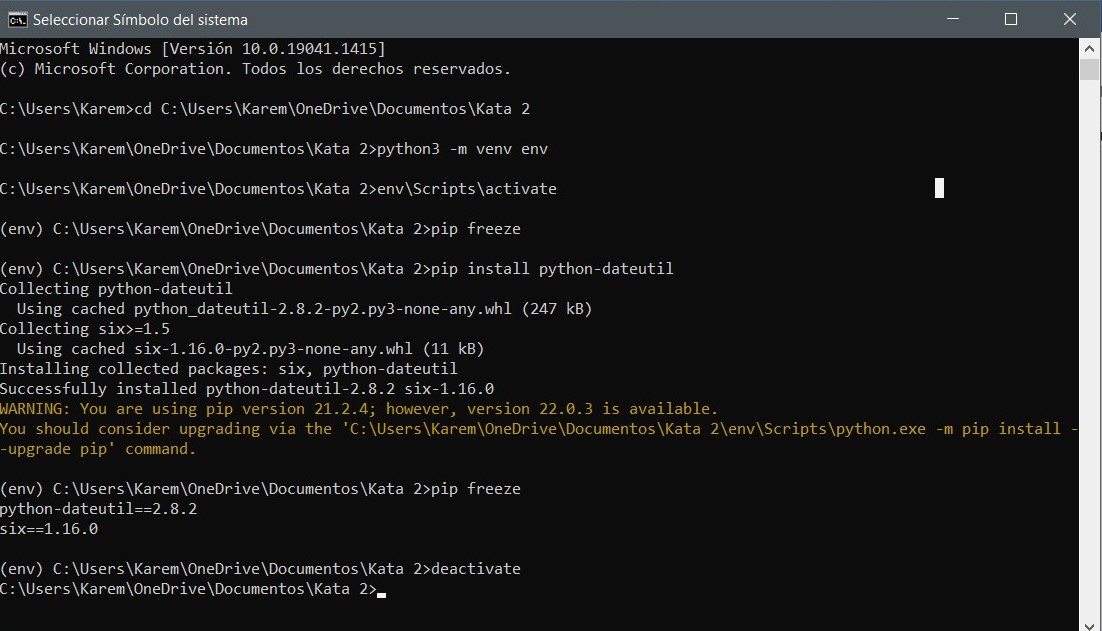 Seleccionar Símbolo del sistema
Microsoft Windows [Versión 10.0.19041.1415]
(c) Microsoft Corporation. Todos los derechos reservados.
C:\Users\Karem>cd C:\Users\Karem\OneDrive\Documentos\Kata 2
C:\Users\Karem\OneDrive\Documentos\Kata 2>python3 -m venv env
C:\Users\Karem\OneDrive\Documentos\Kata 2>env\Scripts\activate
(env) C:\Users\Karem\OneDrive\Documentos\Kata 2>pip freeze
(env) C:\Users\Karem\OneDrive\Documentos\Kata 2>pip install python-dateutil
Collecting python-dateutil
  Using cached python_dateutil-2.8.2-py2.py3-none-any.whl (247 kB)
Collecting six>=1.5
  Using cached six-1.16.0-py2.py3-none-any.whl (11 kB)
Installing collected packages: six, python-dateutil
Successfully installed python-dateutil-2.8.2 six-1.16.0
WARNING: You are using pip version 21.2.4; however, version 22.0.3 is available.
You should consider upgrading via the 'C:\Users\Karem\OneDrive\Documentos\Kata 2\env\Scripts\python.exe -m pip install -
-upgrade pip' command.
(env) C:\Users\Karem\OneDrive\Documentos\Kata 2>pip freeze
python-dateutil==2.8.2
six==1.16.0
(env) C:\Users\Karem\OneDrive\Documentos\Kata 2>deactivate
C:\Users\Karem\OneDrive\Documentos\Kata 2>